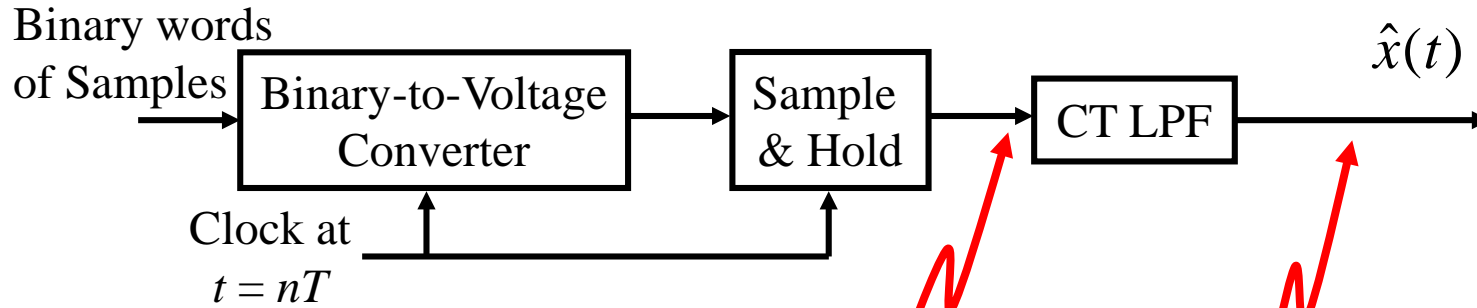 Binary words
of Samples
Binary-to-Voltage
Converter
Sample
& Hold
CT LPF
x̂(t)
Clock at
t = nT